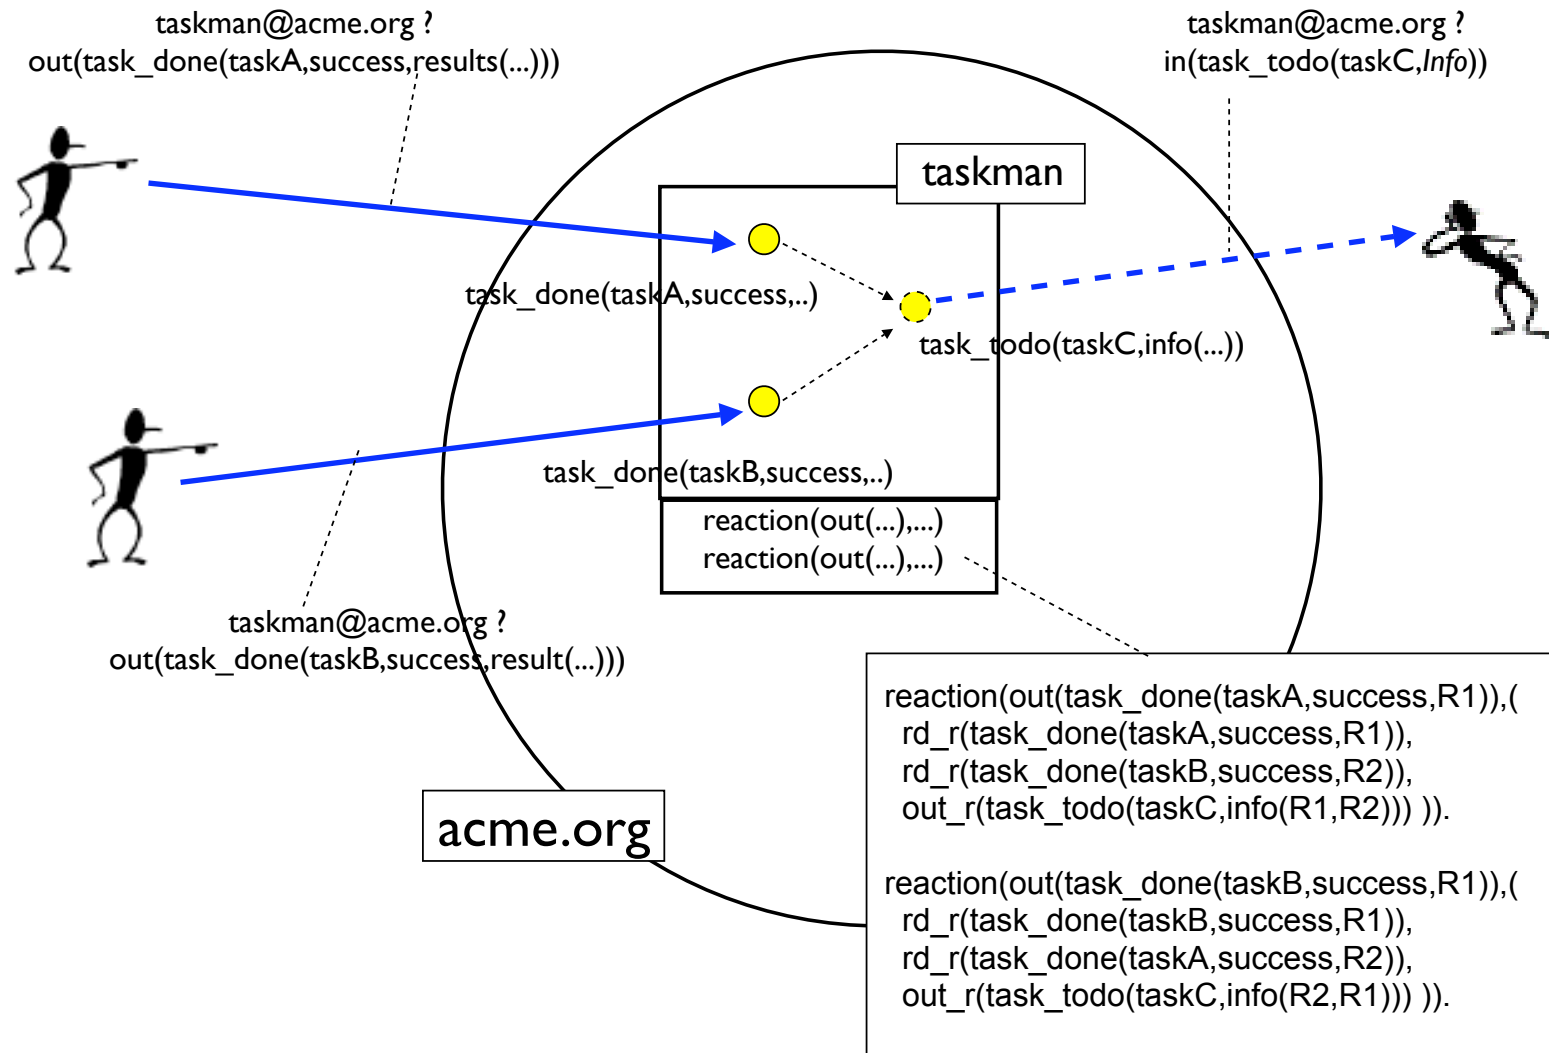 taskman@acme.org ?
out(task_done(taskA,success,results(...)))
taskman@acme.org ?
in(task_todo(taskC,Info))
taskman
task_done(taskA,success,..)
task_todo(taskC,info(...))
task_done(taskB,success,..)
reaction(out(...),...)
reaction(out(...),...)
taskman@acme.org ?
out(task_done(taskB,success,result(...)))
acme.org
reaction(out(task_done(taskA,success,R1)),(
rd_r(task_done(taskA,success,R1)),
rd_r(task_done(taskB,success,R2)),
out_r(task_todo(taskC,info(R1,R2))) )).
reaction(out(task_done(taskB,success,R1)),(
rd_r(task_done(taskB,success,R1)),
rd_r(task_done(taskA,success,R2)),
out_r(task_todo(taskC,info(R2,R1))) )).